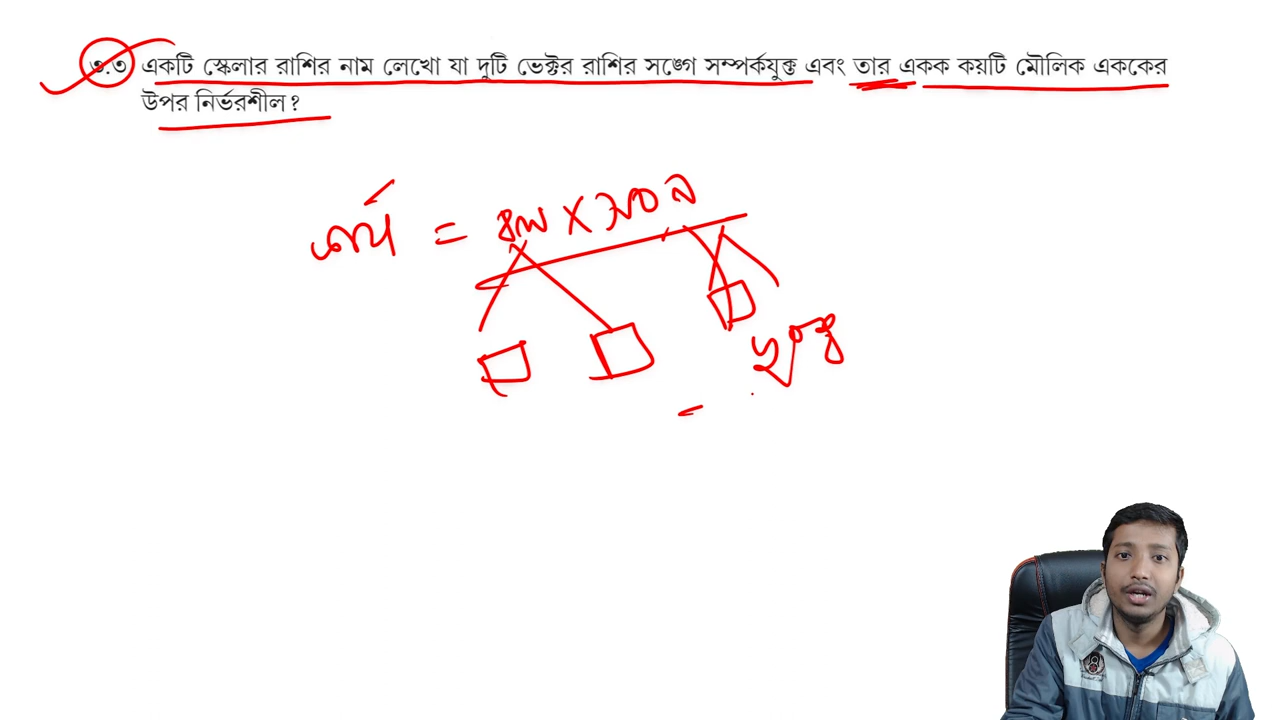 ৩.৩ একটি স্কেলার রাশির নাম লেখো যা দুটি ভেক্টর রাশির সঙ্গে সম্পর্কযুক্ত এবং তার একক কয়টি মৌলিক এককের
উপর নির্ভরশীল?
কার্য = বল × সরণ